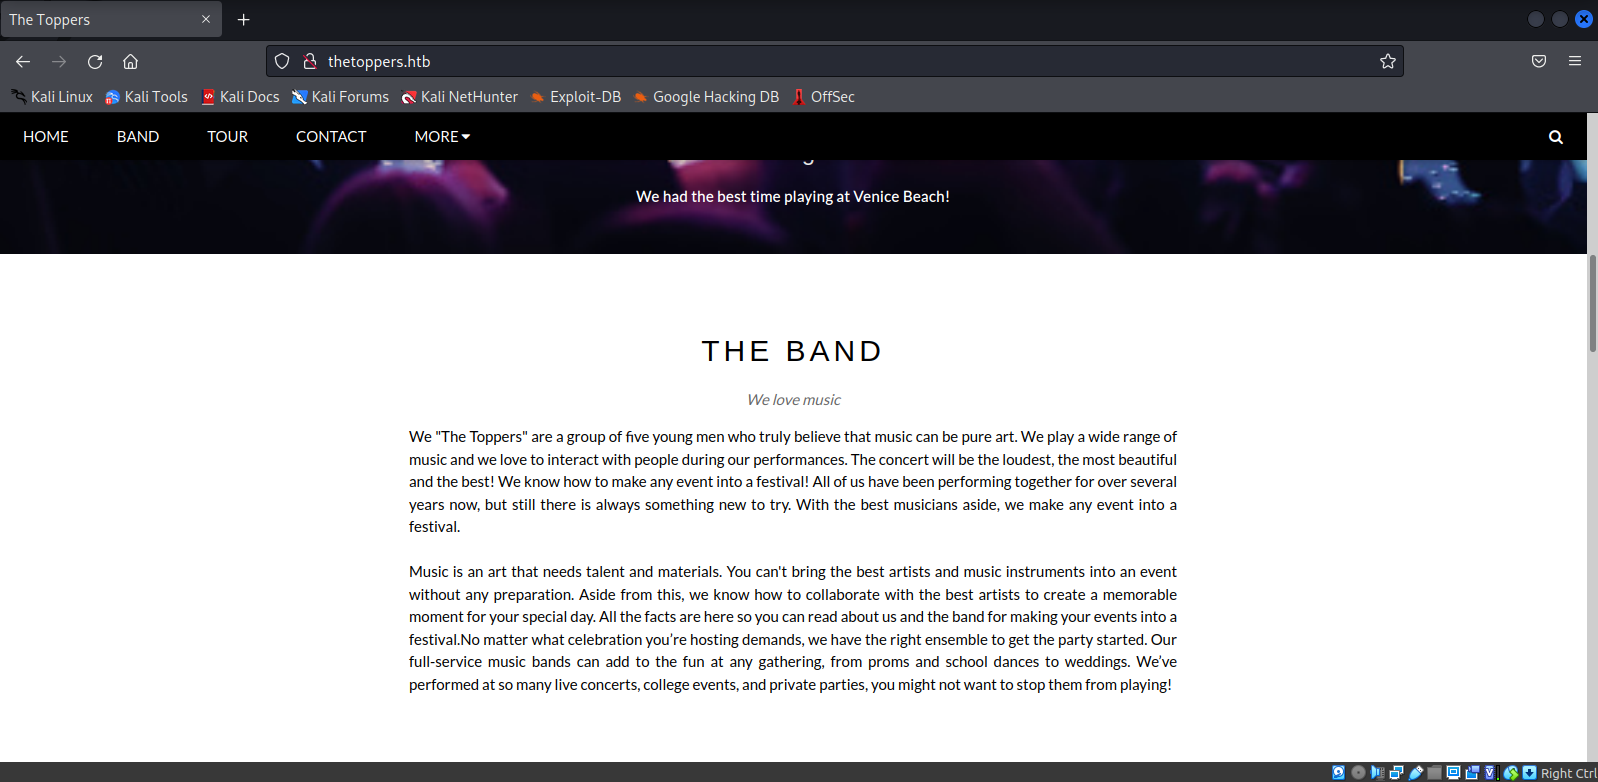 The Toppers
thetoppers.htb
Kali Linux Kali Tools Kali Docs Kali Forums Kali NetHunter Exploit-DB Google Hacking DB OffSec
HOME BAND TOUR CONTACT MORE
We had the best time playing at Venice Beach!
THE BAND
We love music
We "The Toppers" are a group of five young men who truly believe that music can be pure art. We play a wide range of
music and we love to interact with people during our performances. The concert will be the loudest, the most beautiful
and the best! We know how to make any event into a festival! All of us have been performing together for over several
years now, but still there is always something new to try. With the best musicians aside, we make any event into a
festival.
Music is an art that needs talent and materials. You can't bring the best artists and music instruments into an event
without any preparation. Aside from this, we know how to collaborate with the best artists to create a memorable
moment for your special day. All the facts are here so you can read about us and the band for making your events into a
festival.No matter what celebration you’re hosting demands, we have the right ensemble to get the party started. Our
full-service music bands can add to the fun at any gathering, from proms and school dances to weddings. We’ve
performed at so many live concerts, college events, and private parties, you might not want to stop them from playing!
Right Ctrl